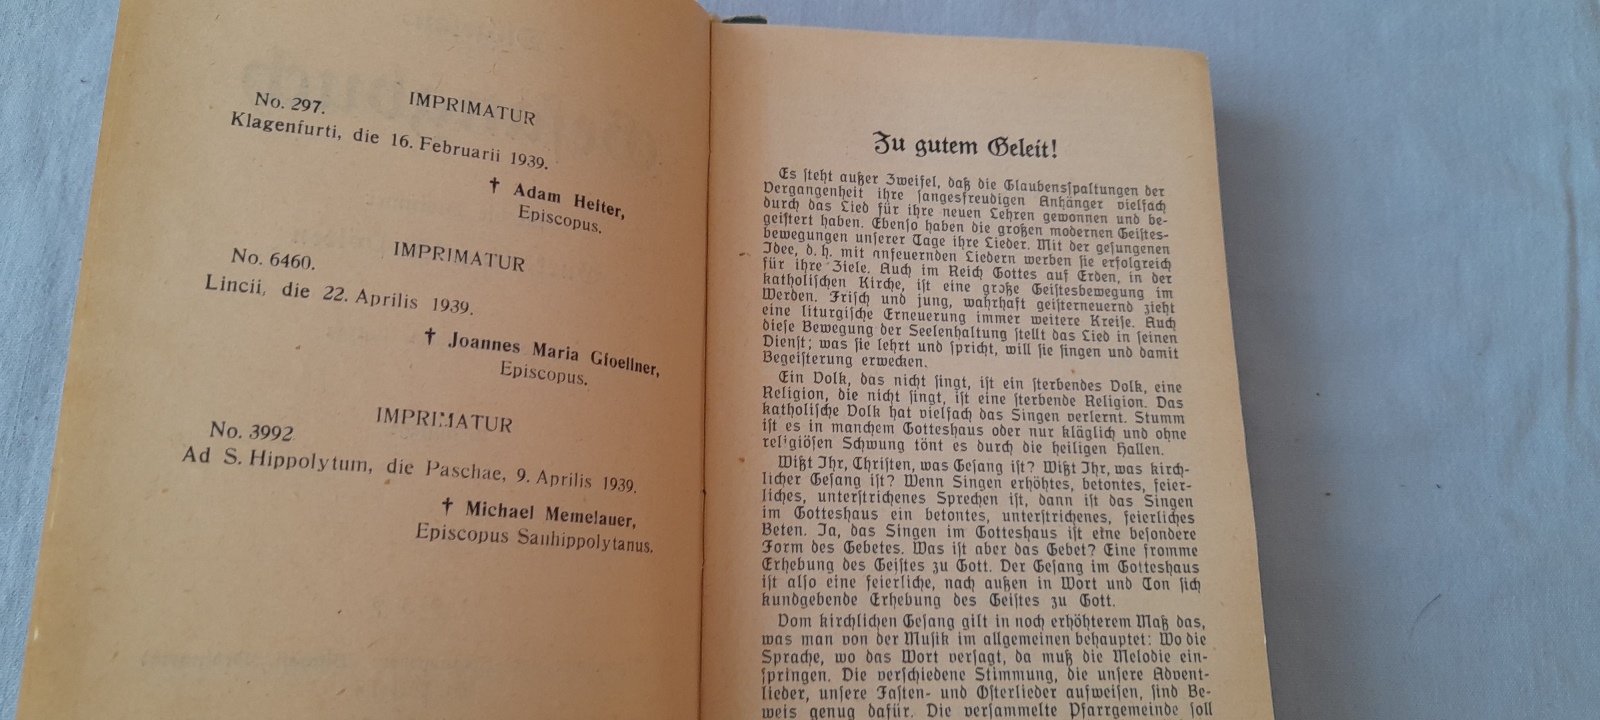 No. 297. IMPRIMATUR
Klagenfurti, die 16. Februarii 1939.
† Adam Hefter,
Episcopus.
No. 6460. IMPRIMATUR
Lincii, die 22. Aprilis 1939.
† Joannes Maria Gföellner,
Episcopus.
No. 3992 IMPRIMATUR
Ad S. Hippolytum, die Paschae, 9. Aprilis 1939.
† Michael Memelauer,
Episcopus Sanhippolytanus.
Zu gutem Geleit!
Es steht außer Zweifel, daß die Glaubensspaltungen der
Vergangenheit ihre sangesfreudigen Anhänger vielfach
durch das Lied für ihre neuen Lehren gewonnen und be-
geistert haben. Ebenso haben die großen modernen Geistes-
bewegungen unserer Tage ihre Lieder. Mit der gesungenen
Idee, d. h. mit anfeuernden Liedern werben sie erfolgreich
für ihre Ziele. Auch im Reich Gottes auf Erden, in der
katholischen Kirche, ist eine große Geistesbewegung im
Werden. Frisch und jung, wahrhaft geisterneuernd zieht
eine liturgische Erneuerung immer weitere Kreise. Auch
diese Bewegung der Seelenhaltung stellt das Lied in seinen
Dienst; was sie lehrt und spricht, will sie singen und damit
Begeisterung erwecken.
Ein Volk, das nicht singt, ist ein sterbendes Volk, eine
Religion, die nicht singt, ist eine sterbende Religion. Das
katholische Volk hat vielfach das Singen verlernt. Stumm
ist es in manchem Gotteshaus oder nur kläglich und ohne
religiösen Schwung tönt es durch die heiligen Hallen.
Wißt Ihr, Christen, was Gesang ist? Wißt Ihr, was kirch-
licher Gesang ist? Wenn Singen erhöhtes, betontes, feier-
liches, unterstrichenes Sprechen ist, dann ist das Singen
im Gotteshaus ein betontes, unterstrichenes, feierliches
Beten. Ja, das Singen im Gotteshaus ist eine besondere
Form des Gebetes. Was ist aber das Gebet? Eine fromme
Erhebung des Geistes zu Gott. Der Gesang im Gotteshaus
ist also eine feierliche, nach außen in Wort und Ton sich
kundgebende Erhebung des Geistes zu Gott.
Vom kirchlichen Gesang gilt in noch erhöhterem Maß das,
was man von der Musik im allgemeinen behauptet: Wo die
Sprache, wo das Wort versagt, da muß die Melodie ein-
springen. Die verschiedene Stimmung, die unsere Advent-
lieder, unsere Fasten- und Osterlieder aufweisen, sind Be-
weis genug dafür. Die versammelte Pfarrgemeinde soll